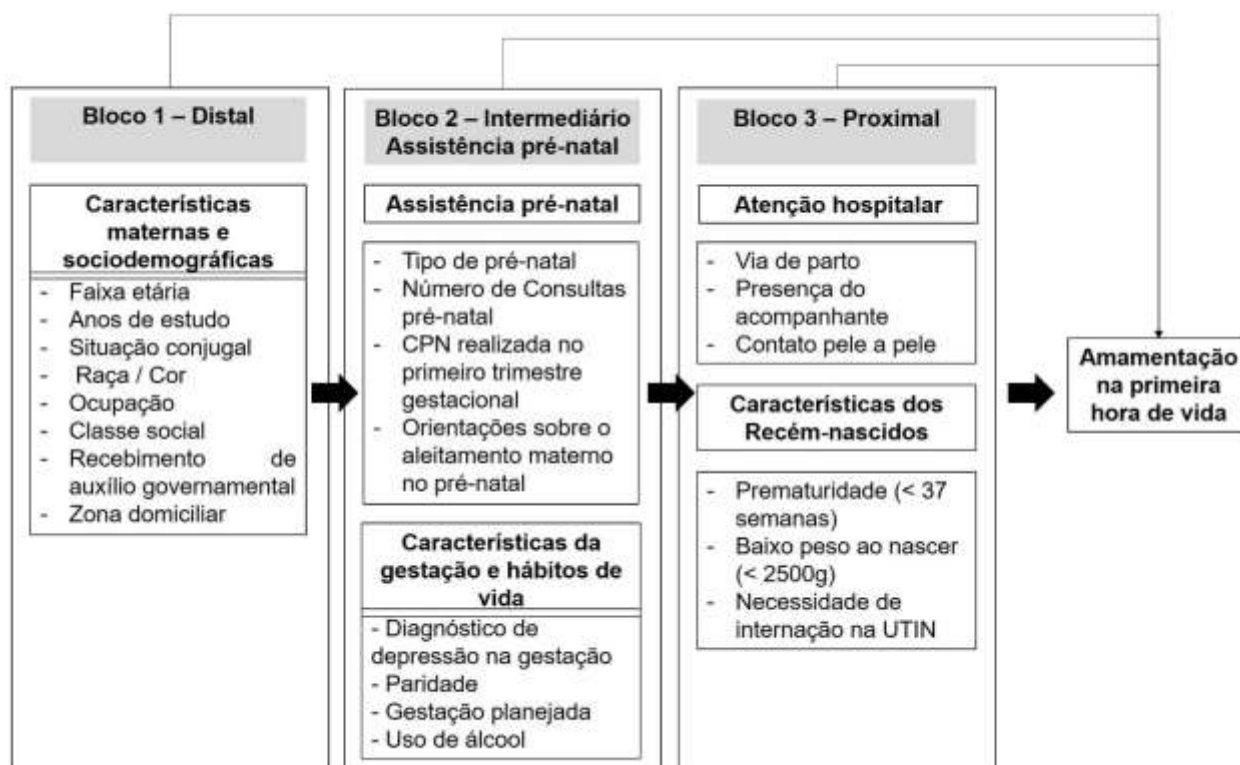 Bloco 1 – Distal
Características
maternas e
sociodemográficas
- Faixa etária
- Anos de estudo
- Situação conjugal
- Raça / Cor
- Ocupação
- Classe social
- Recebimento de
auxílio governamental
- Zona domiciliar
Bloco 2 – Intermediário
Assistência pré-natal
Assistência pré-natal
- Tipo de pré-natal
- Número de Consultas
pré-natal
- CPN realizada no
primeiro trimestre
gestacional
- Orientações sobre o
aleitamento materno
no pré-natal
Características da
gestação e hábitos de
vida
- Diagnóstico de
depressão na gestação
- Paridade
- Gestação planejada
- Uso de álcool
Bloco 3 – Proximal
Atenção hospitalar
- Via de parto
- Presença do
acompanhante
- Contato pele a pele
Características dos
Recém-nascidos
- Prematuridade (< 37
semanas)
- Baixo peso ao nascer
(< 2500g)
- Necessidade de
internação na UTIN
Amamentação
na primeira
hora de vida